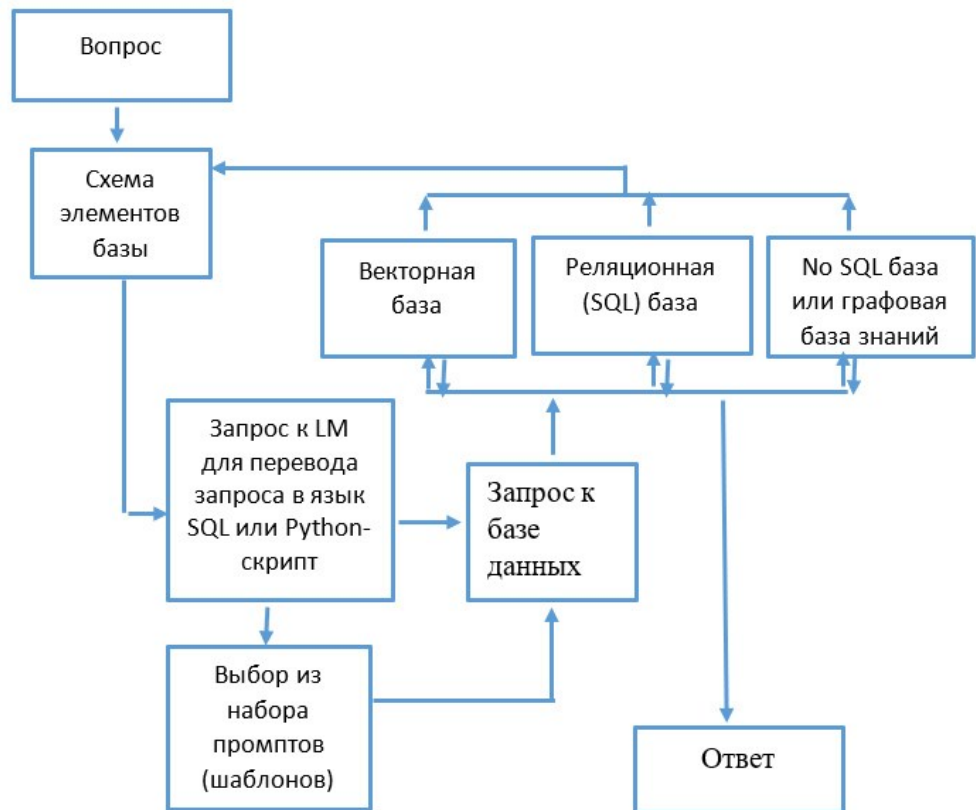 Вопрос
Схема
элементов
базы
Векторная
база
Реляционная
(SQL) база
No SQL база
или графовая
база знаний
Запрос к LM
для перевода
запроса в язык
SQL или Python-
скрипт
Запрос к
базе
данных
Выбор из
набора
промптов
(шаблонов)
Ответ